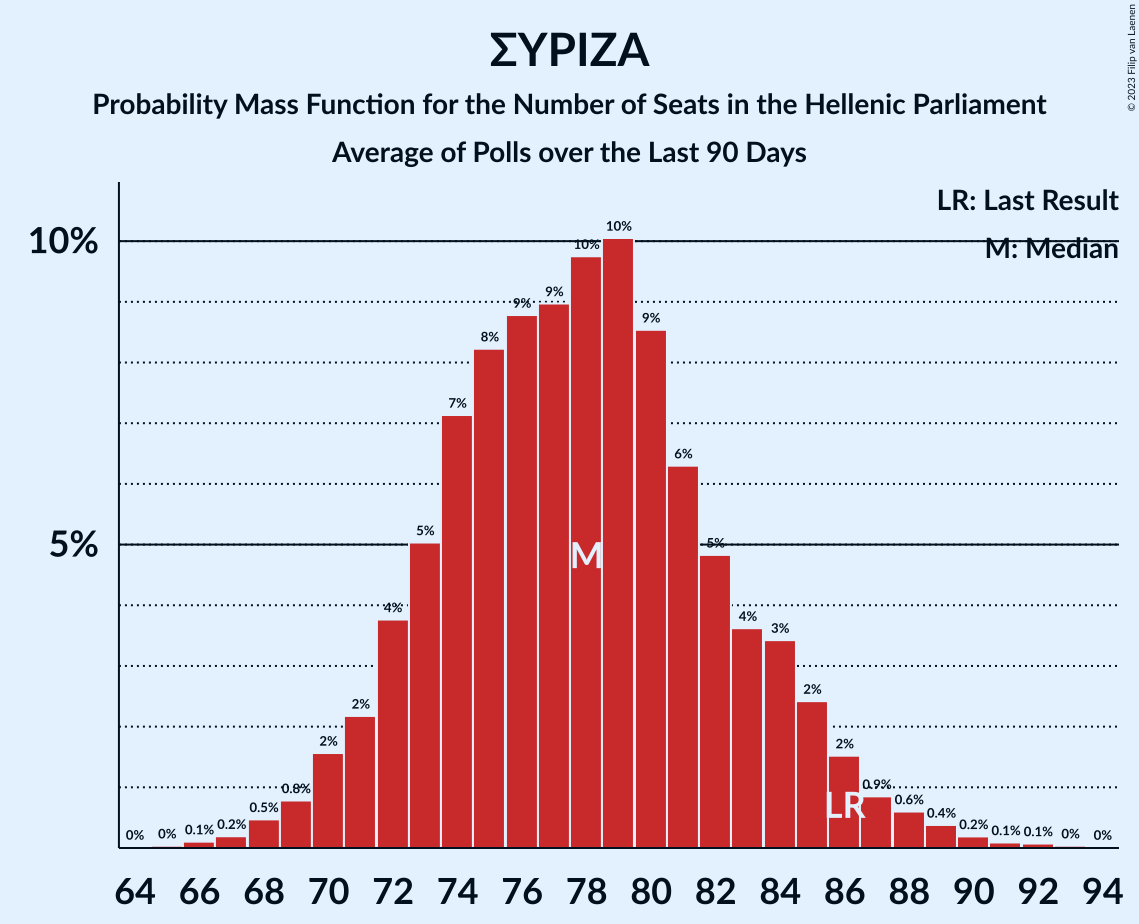 ΣΥΡΙΖΑ
Probability Mass Function for the Number of Seats in the Hellenic Parliament
Average of Polls over the Last 90 Days
© 2023 Filip van Laenen
LR: Last Result
M: Median
10%
5%
0% 0% 0.1% 0.2% 0.5% 0.8% 2% 2% 4% 5% 7% 8% 9% 9% 10% 10% 9% 6% 5% 4% 3% 2% 2% 0.9% 0.6% 0.4% 0.2% 0.1% 0.1% 0% 0%
M
LR
64 66 68 70 72 74 76 78 80 82 84 86 88 90 92 94